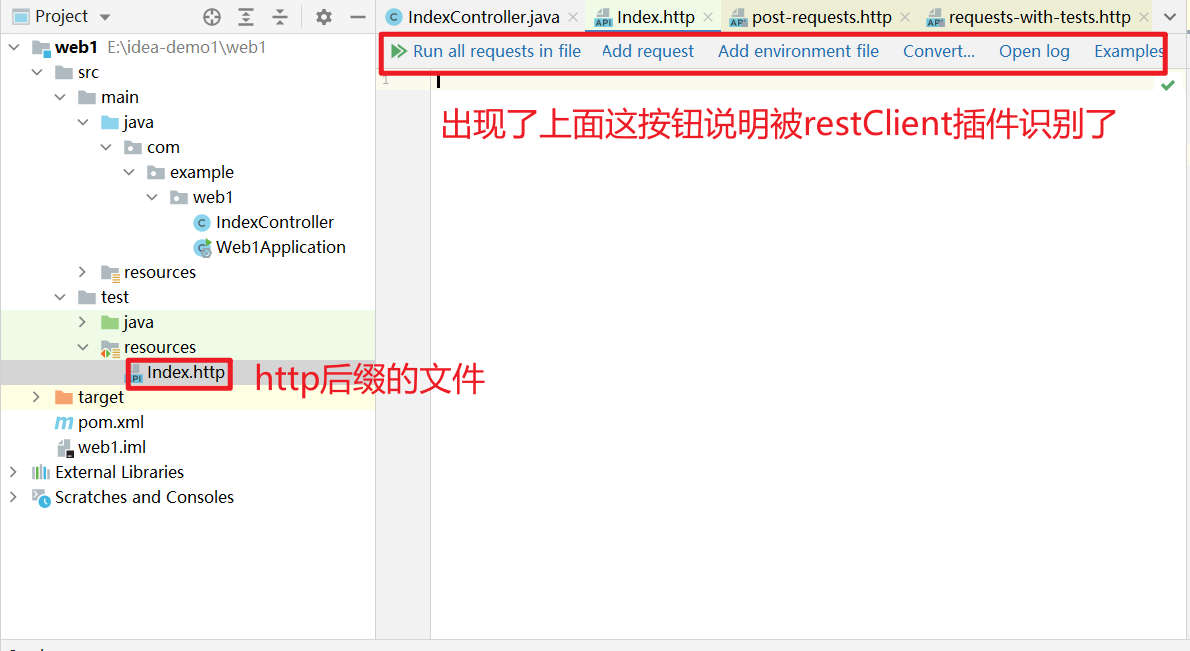 Project
IndexController.java
Index.http
post-requests.http
requests-with-tests.http
web1 E:\idea-demo1\web1
Run all requests in file
Add request
Add environment file
Convert...
Open log
Examples
src
1
main
出现了上面这按钮说明被restClient插件识别了
java
com
example
web1
IndexController
Web1Application
resources
test
java
resources
Index.http
http后缀的文件
target
pom.xml
web1.iml
External Libraries
Scratches and Consoles